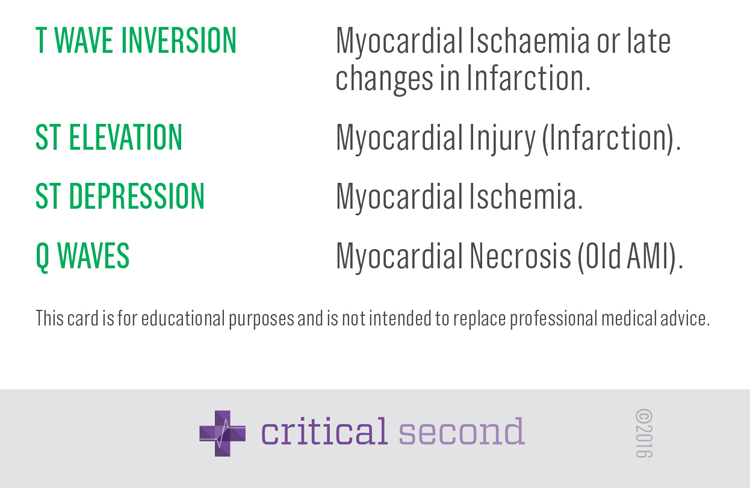 T WAVE INVERSION Myocardial Ischaemia or late
changes in Infarction.
ST ELEVATION Myocardial Injury (Infarction).
ST DEPRESSION Myocardial Ischemia.
Q WAVES Myocardial Necrosis (Old AMI).
This card is for educational purposes and is not intended to replace professional medical advice.
critical second
©2016